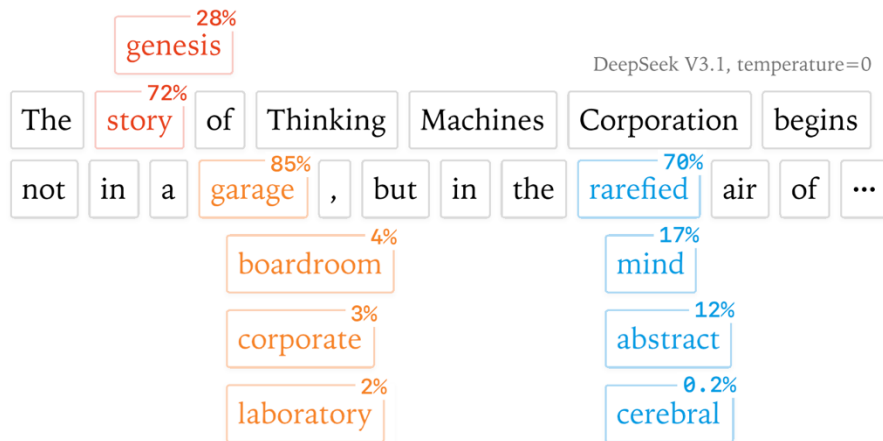 28%
genesis
DeepSeek V3.1, temperature=0
72%
The story of Thinking Machines Corporation begins
85% 70%
not in a garage , but in the rarefied air of ...
4% 17%
boardroom mind
3% 12%
corporate abstract
2% 0.2%
laboratory cerebral